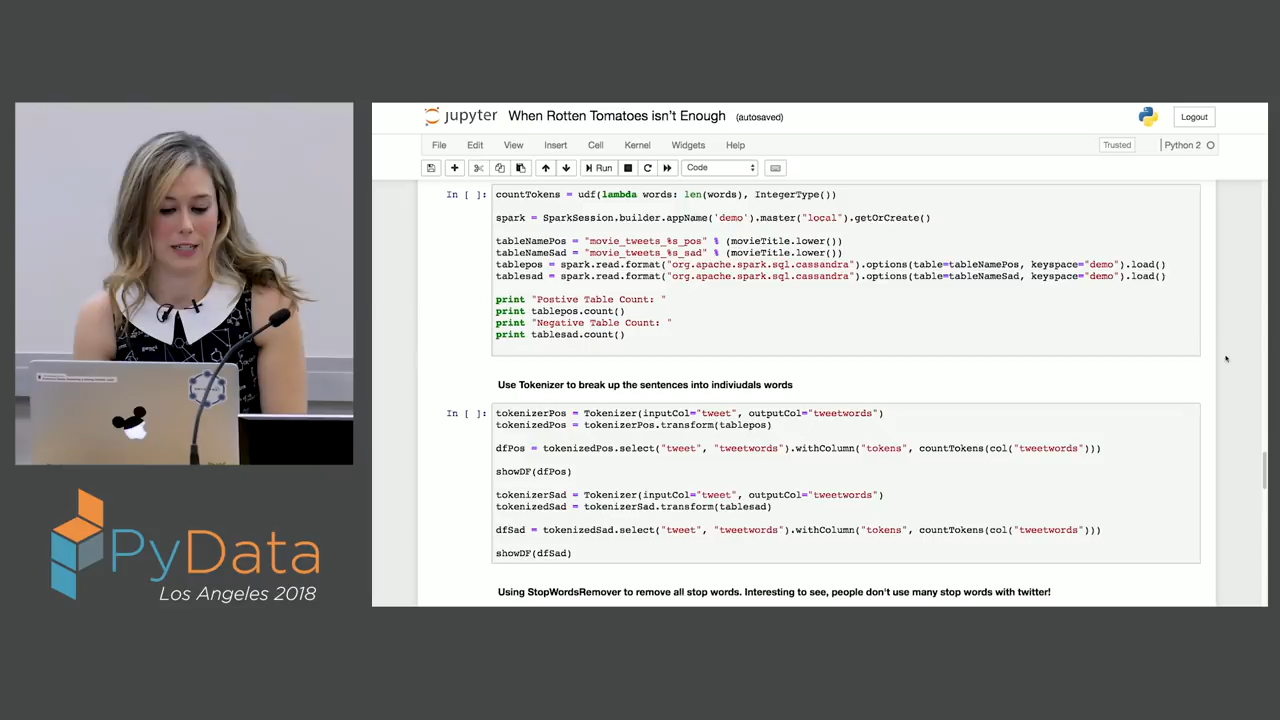 jupyter When Rotten Tomatoes isn't Enough (autosaved) Logout
File Edit View Insert Cell Kernel Widgets Help Trusted Python 2
Run Code
In [ ]: countTokens = udf(lambda words: len(words), IntegerType())
spark = SparkSession.builder.appName('demo').master("local").getOrCreate()
tableNamePos = "movie_tweets_%s_pos" % (movieTitle.lower())
tableNameSad = "movie_tweets_%s_sad" % (movieTitle.lower())
tablepos = spark.read.format("org.apache.spark.sql.cassandra").options(table=tableNamePos, keyspace="demo").load()
tablesad = spark.read.format("org.apache.spark.sql.cassandra").options(table=tableNameSad, keyspace="demo").load()
print "Postive Table Count: "
print tablepos.count()
print "Negative Table Count: "
print tablesad.count()
Use Tokenizer to break up the sentences into indiviudals words
In [ ]: tokenizerPos = Tokenizer(inputCol="tweet", outputCol="tweetwords")
tokenizedPos = tokenizerPos.transform(tablepos)
dfPos = tokenizedPos.select("tweet", "tweetwords").withColumn("tokens", countTokens(col("tweetwords")))
showDF(dfPos)
tokenizerSad = Tokenizer(inputCol="tweet", outputCol="tweetwords")
tokenizedSad = tokenizerSad.transform(tablesad)
dfSad = tokenizedSad.select("tweet", "tweetwords").withColumn("tokens", countTokens(col("tweetwords")))
showDF(dfSad)
Using StopWordsRemover to remove all stop words. Interesting to see, people don't use many stop words with twitter!
PyData
Los Angeles 2018